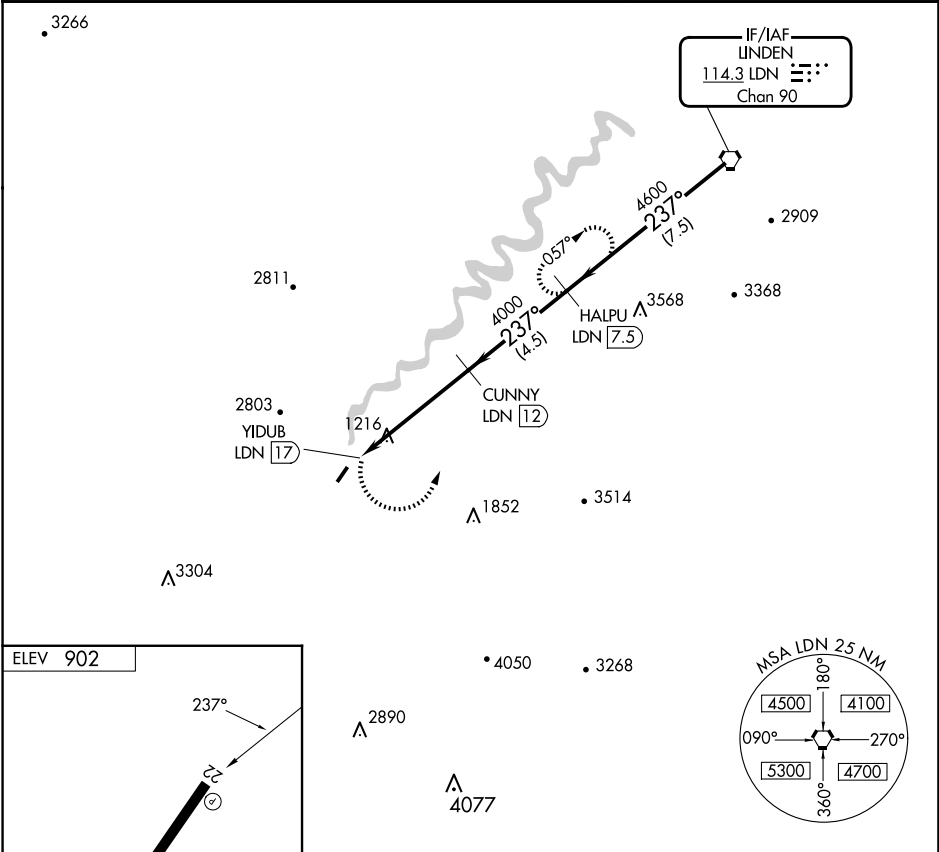 3266
IF/IAF
LINDEN
114.3 LDN
Chan 90
4600
237°
(7.5)
2909
057°
2811
3368
3568
HALPU
LDN 7.5
4000
237°
(4.5)
CUNNY
LDN 12
2803
1216
YIDUB
LDN 17
1852
3514
3304
ELEV 902
237°
22
4050
3268
2890
4077
MSA LDN 25 NM
180°
4500
4100
090°
270°
5300
4700
360°